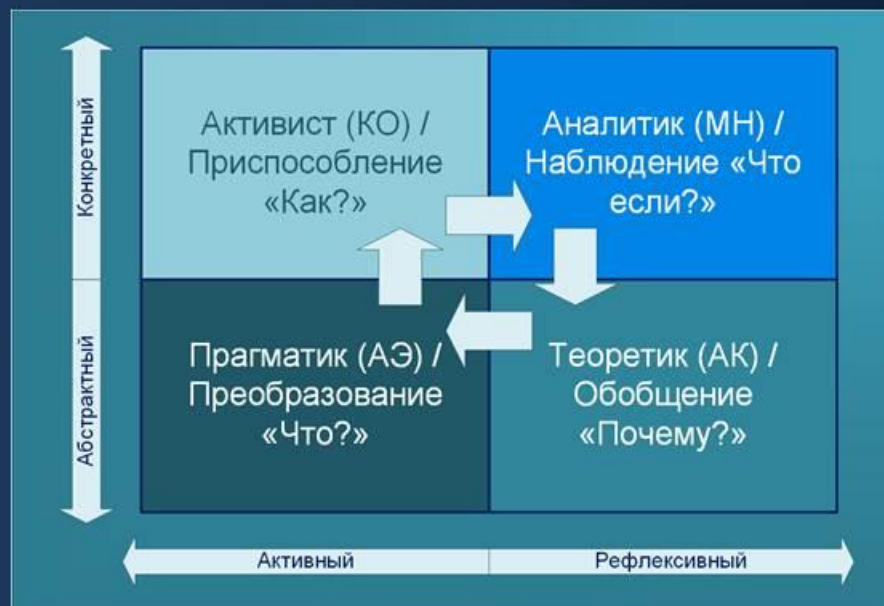 Конкретный
Абстрактный
Активист (КО) /
Приспособление
«Как?»
Аналитик (МН) /
Наблюдение «Что
если?»
Прагматик (АЭ) /
Преобразование
«Что?»
Теоретик (АК) /
Обобщение
«Почему?»
Активный
Рефлексивный